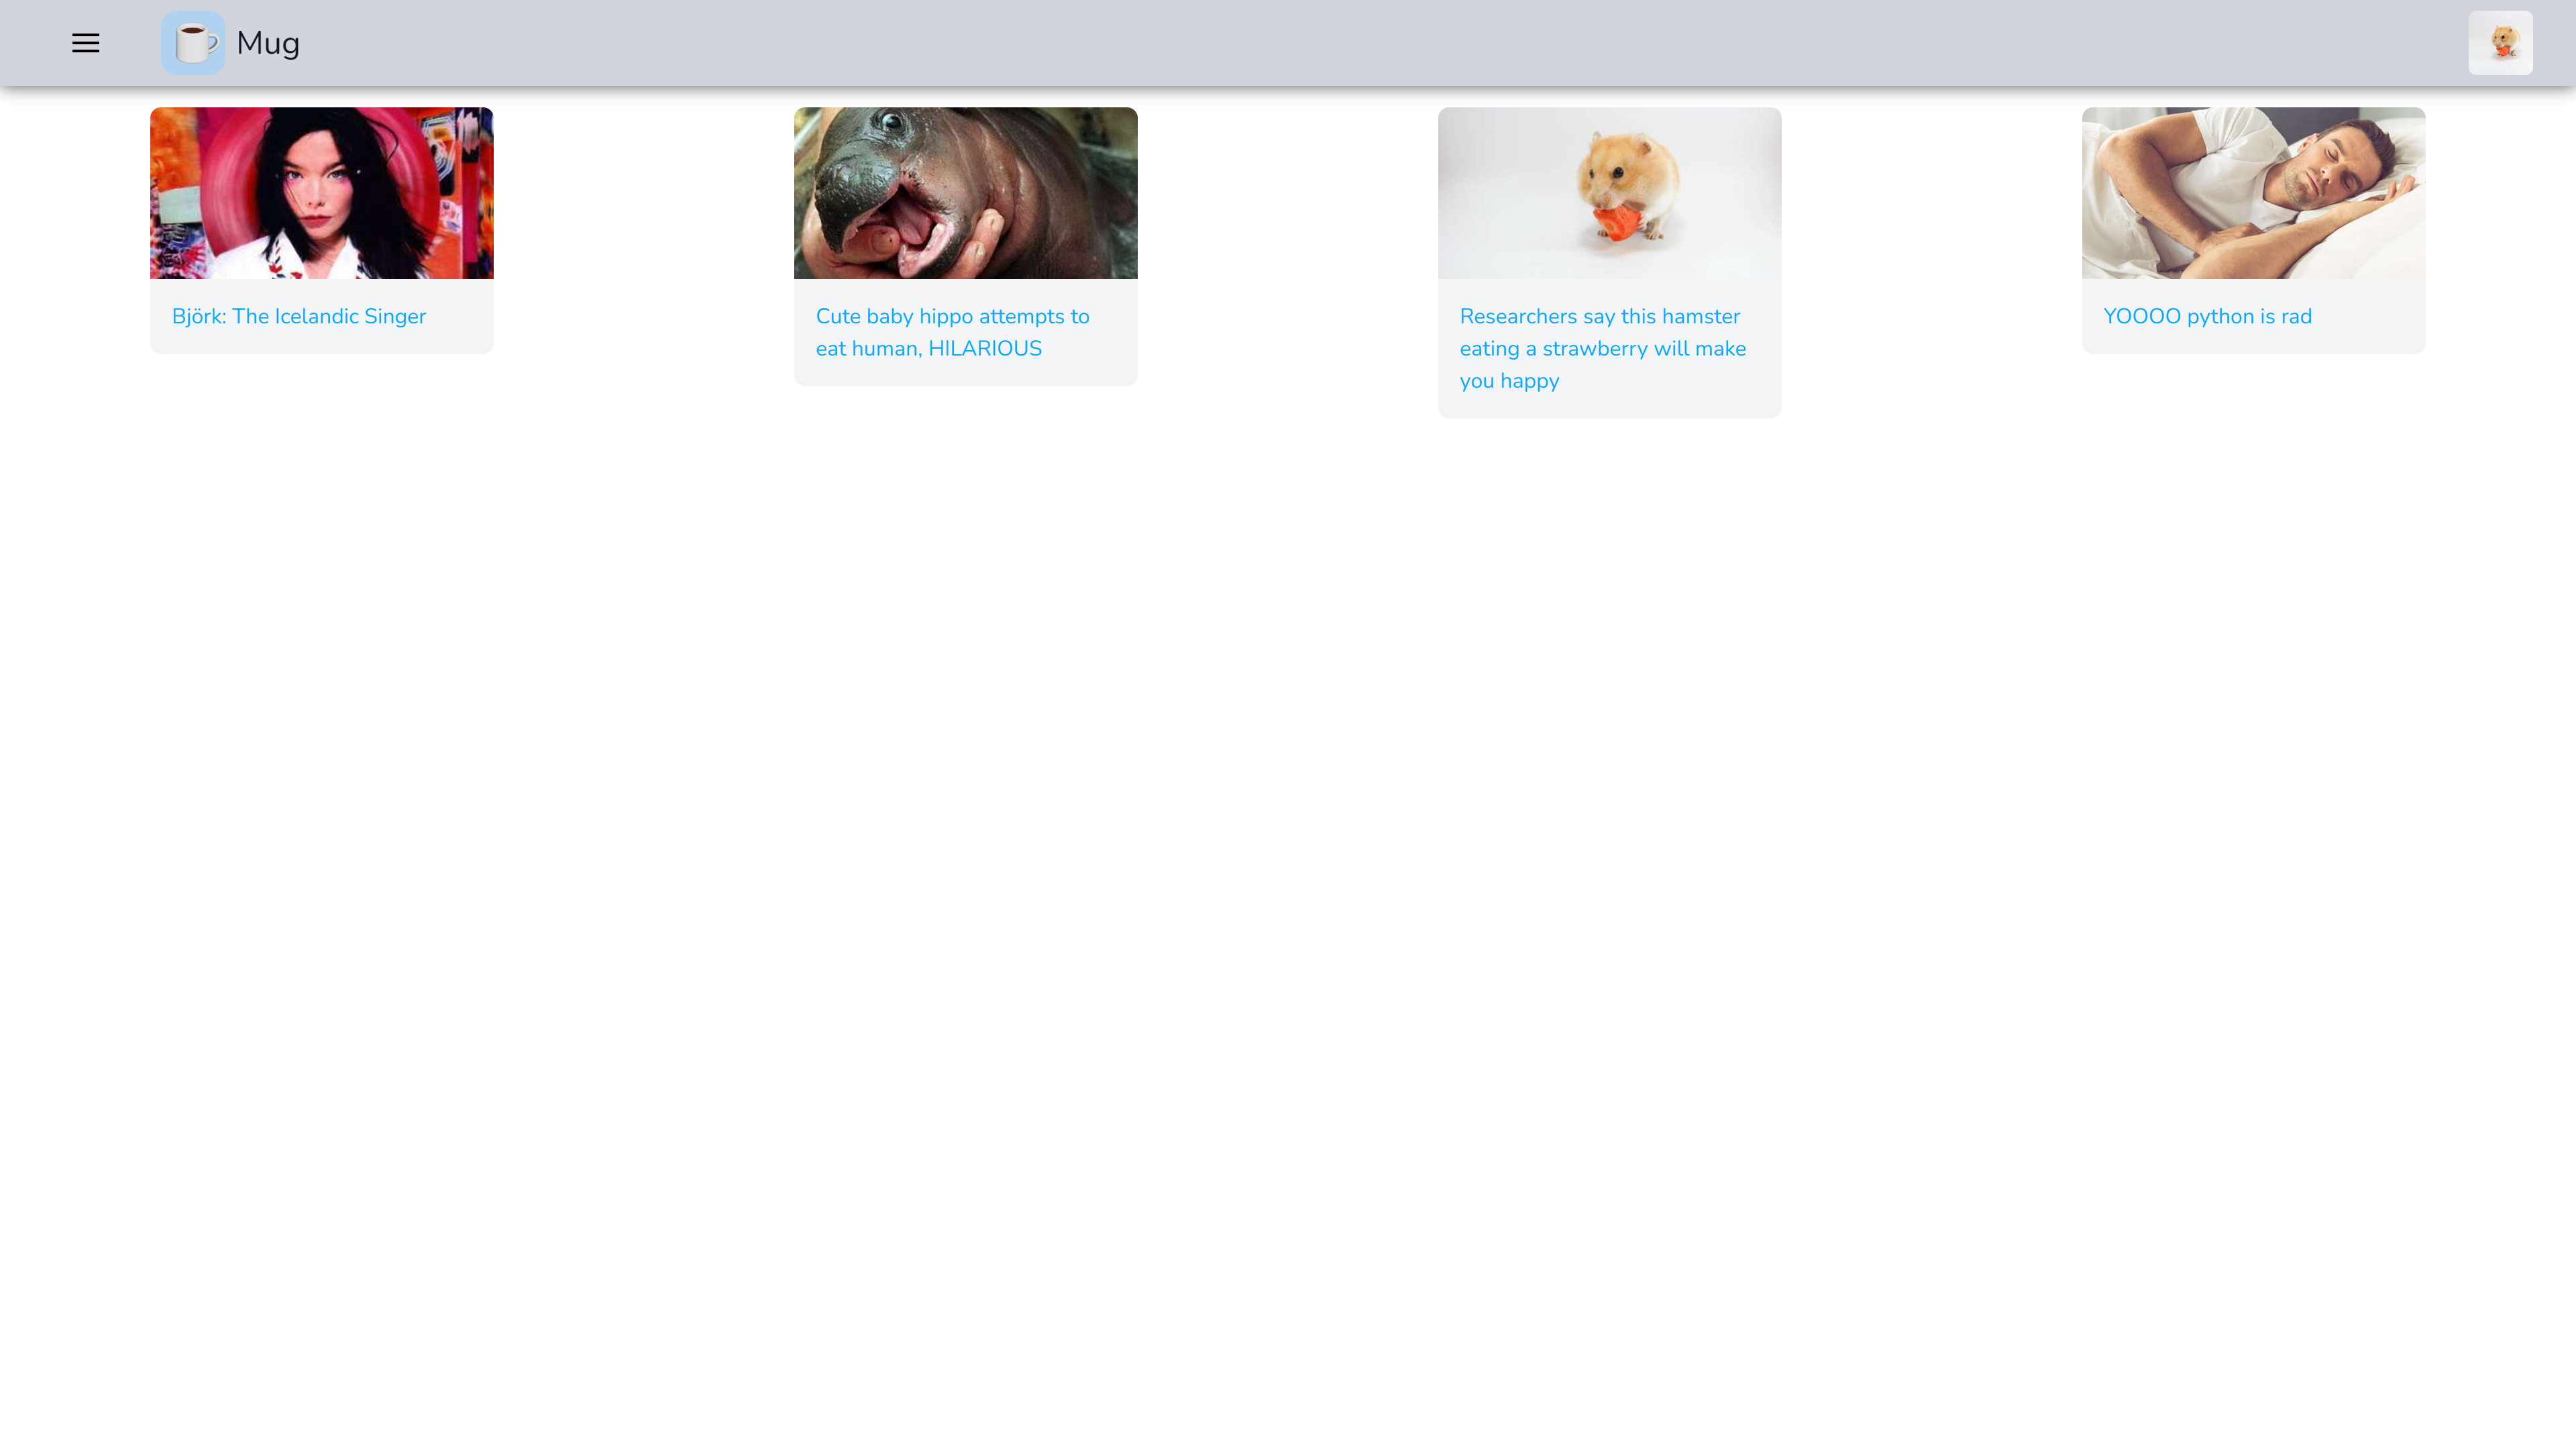 Mug
Björk: The Icelandic Singer
Cute baby hippo attempts to
eat human, HILARIOUS
Researchers say this hamster
eating a strawberry will make
you happy
YOOOO python is rad